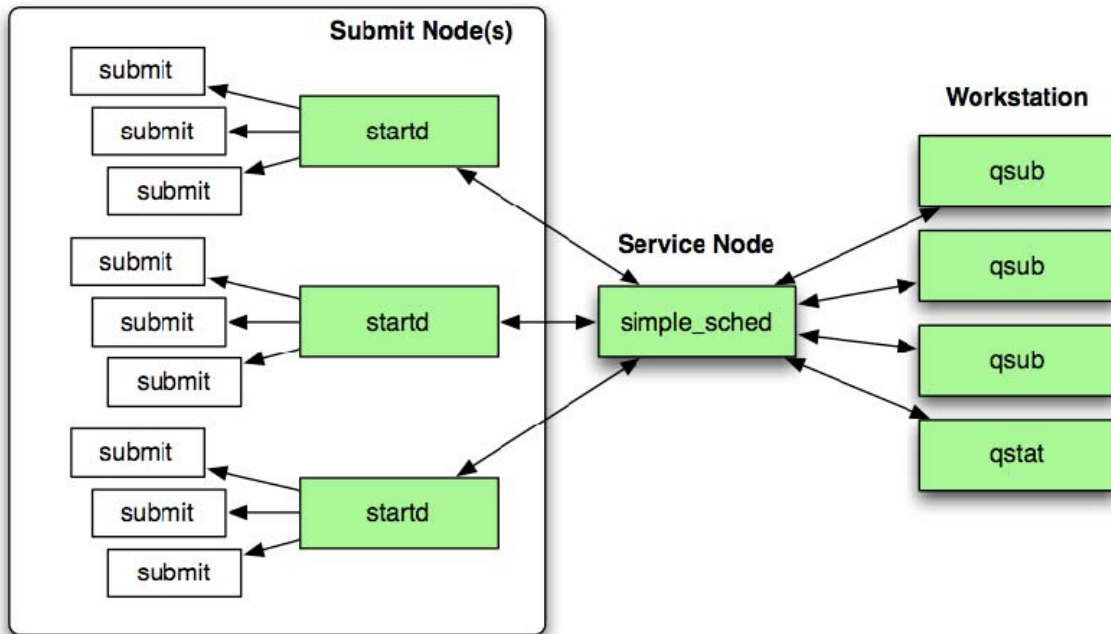 Submit Node(s)
submit
submit
submit
startd
submit
submit
submit
startd
submit
submit
submit
startd
Service Node
simple_sched
Workstation
qsub
qsub
qsub
qstat